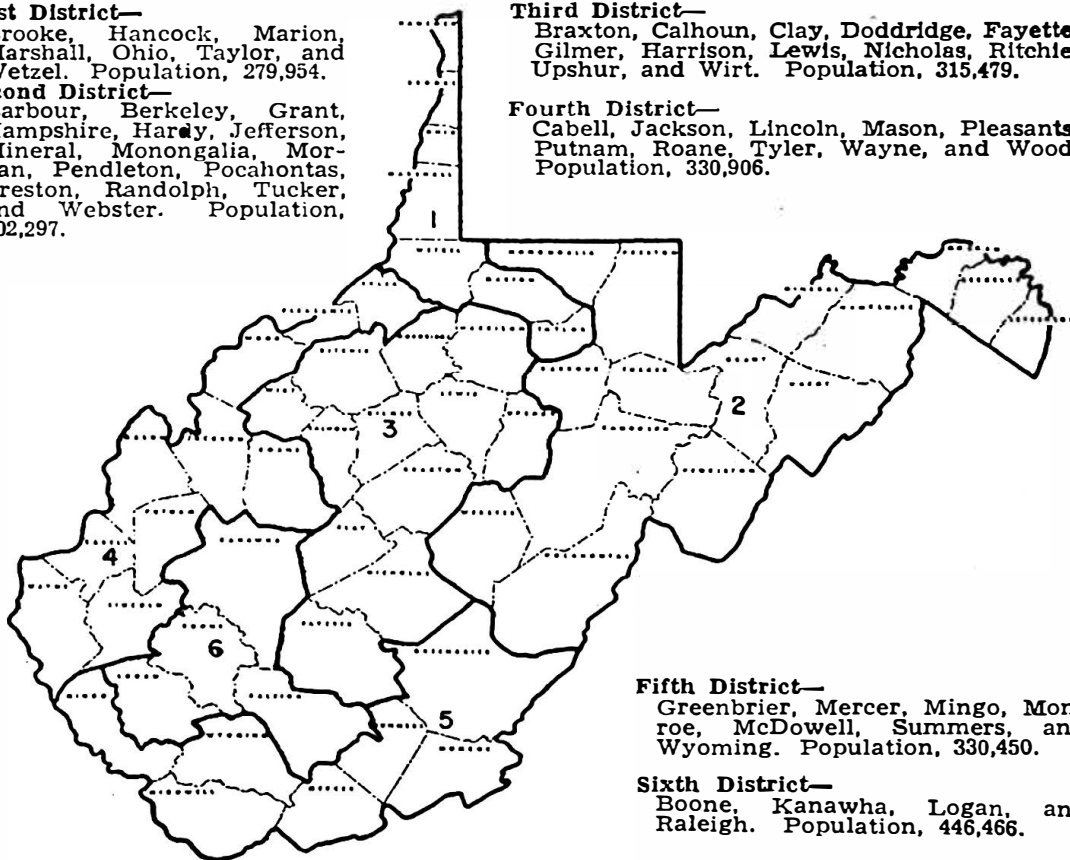 st District—
rooke, Hancock, Marion,
arshall, Ohio, Taylor, and
etzel. Population, 279,954.
cond District—
arbour, Berkeley, Grant,
ampshire, Hardy, Jefferson,
ineral, Monongalia, Mor-
an, Pendleton, Pocahontas,
reston, Randolph, Tucker,
nd Webster. Population,
02,297.
Third District—
Braxton, Calhoun, Clay, Doddridge, Fayette
Gilmer, Harrison, Lewis, Nicholas, Ritchie
Upshur, and Wirt. Population, 315,479.
Fourth District—
Cabell, Jackson, Lincoln, Mason, Pleasants
Putnam, Roane, Tyler, Wayne, and Wood
Population, 330,906.
1
2
3
4
6
5
Fifth District—
Greenbrier, Mercer, Mingo, Mon
roe, McDowell, Summers, an
Wyoming. Population, 330,450.
Sixth District—
Boone, Kanawha, Logan, an
Raleigh. Population, 446,466.